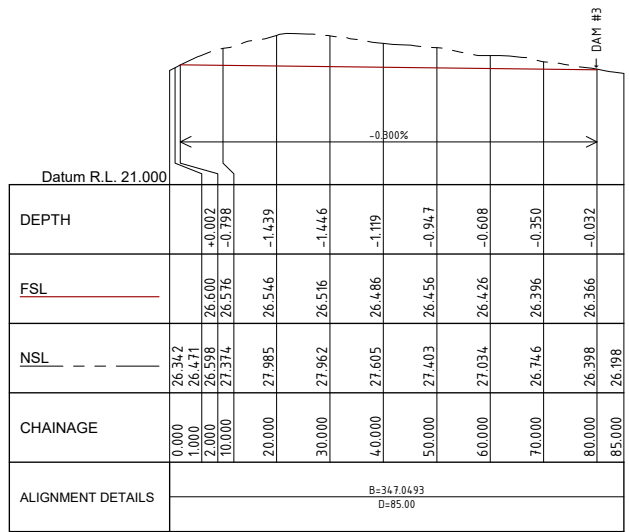 DAM #3
-0.300%
Datum R.L. 21.000
DEPTH +0.002 -0.798 -1.439 -1.446 -1.119 -0.947 -0.608 -0.350 -0.032
FSL 26.600 26.576 26.546 26.516 26.486 26.456 26.426 26.396 26.366
NSL 26.342 26.471 26.598 27.374 27.985 27.962 27.605 27.403 27.034 26.746 26.398 26.198
CHAINAGE 0.000 1.000 2.000 10.000 20.000 30.000 40.000 50.000 60.000 70.000 80.000 85.000
ALIGNMENT DETAILS
B=347.0493
D=85.00